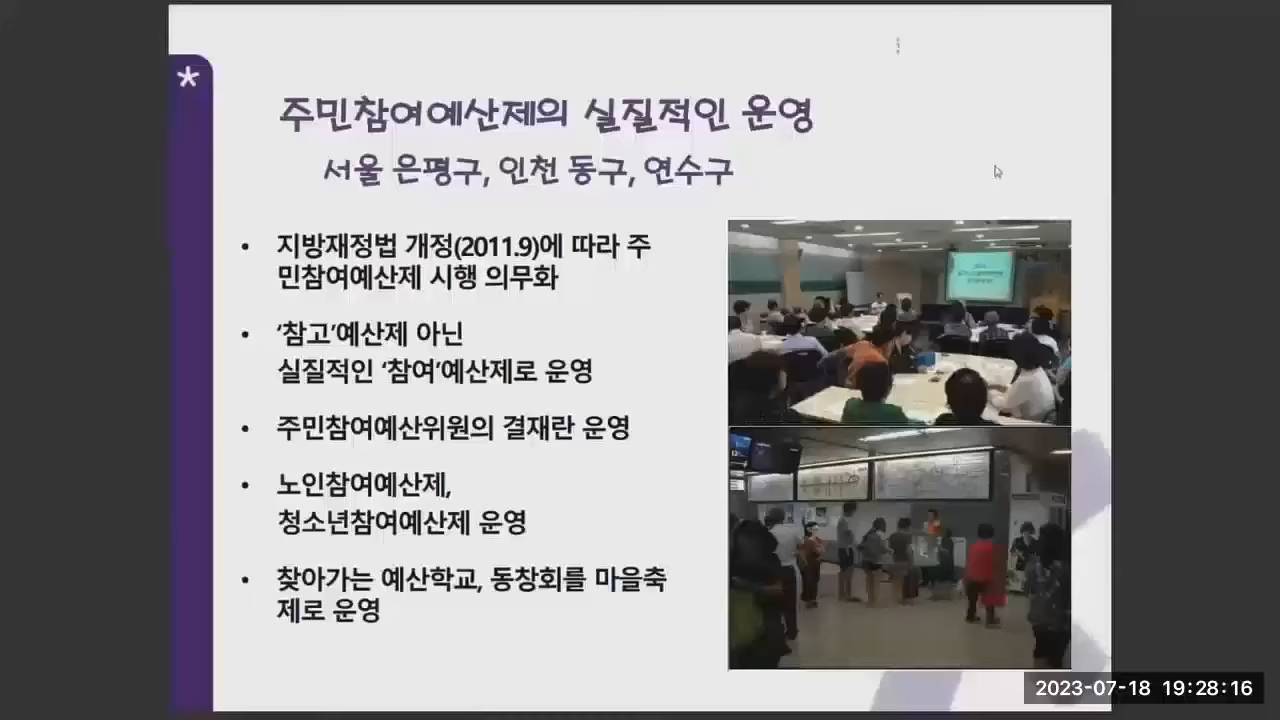 *
주민참여예산제의 실질적인 운영
서울 은평구, 인천 동구, 연수구
• 지방재정법 개정(2011.9)에 따라 주
민참여예산제 시행 의무화
• ‘참고’예산제 아닌
실질적인 ‘참여’예산제로 운영
• 주민참여예산위원의 결재란 운영
• 노인참여예산제,
청소년참여예산제 운영
• 찾아가는 예산학교, 동창회를 마을축
제로 운영
2023-07-18 19:28:16